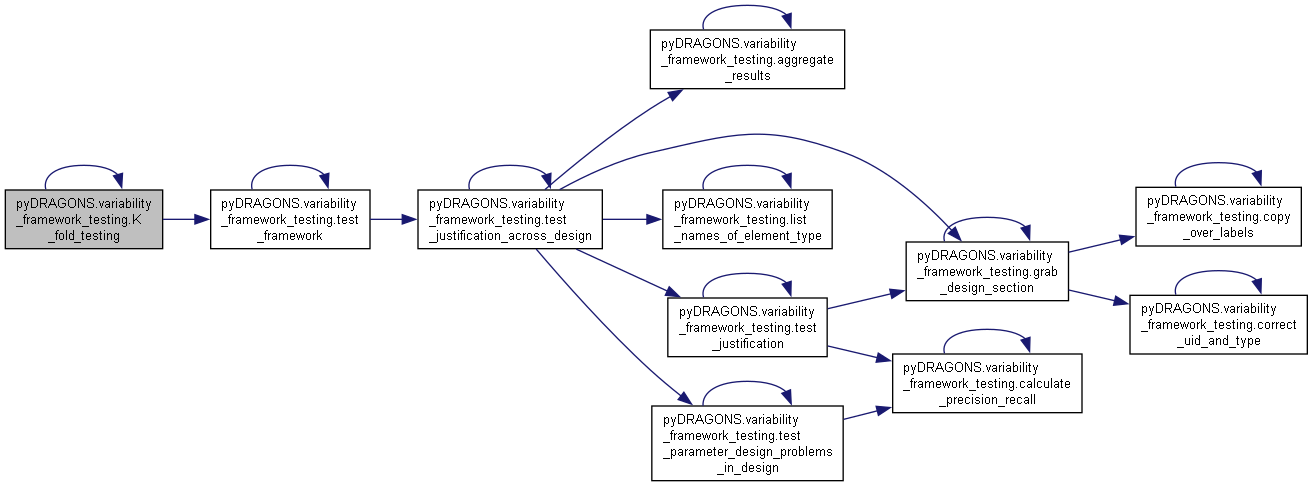 pyDRAGONS.variability
_framework_testing.aggregate
_results
pyDRAGONS.variability
_framework_testing.K
_fold_testing
pyDRAGONS.variability
_framework_testing.test
_framework
pyDRAGONS.variability
_framework_testing.test
_justification_across_design
pyDRAGONS.variability
_framework_testing.list
_names_of_element_type
pyDRAGONS.variability
_framework_testing.copy
_over_labels
pyDRAGONS.variability
_framework_testing.grab
_design_section
pyDRAGONS.variability
_framework_testing.test
_justification
pyDRAGONS.variability
_framework_testing.correct
_uid_and_type
pyDRAGONS.variability
_framework_testing.calculate
_precision_recall
pyDRAGONS.variability
_framework_testing.test
_parameter_design_problems
_in_design